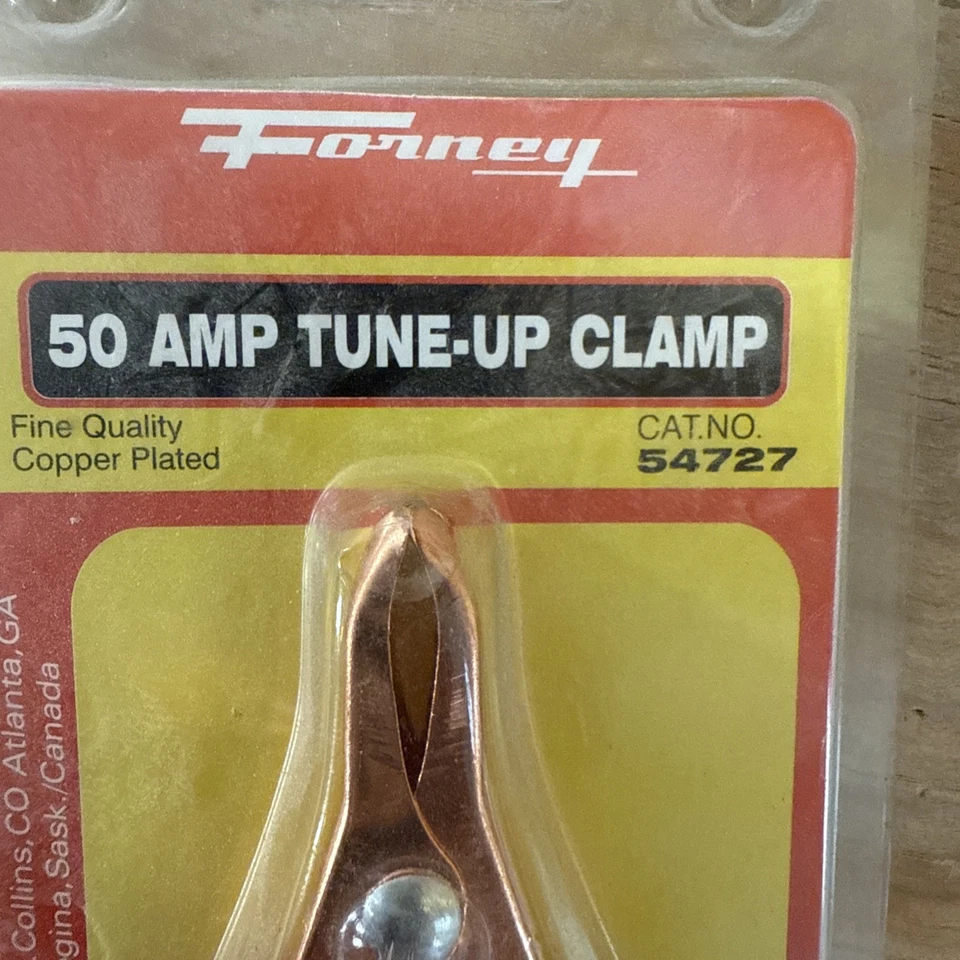 Forney
50 AMP TUNE-UP CLAMP
Fine Quality
Copper Plated
CAT.NO.
54727
Collins, CO Atlanta, GA
Sask./Canada